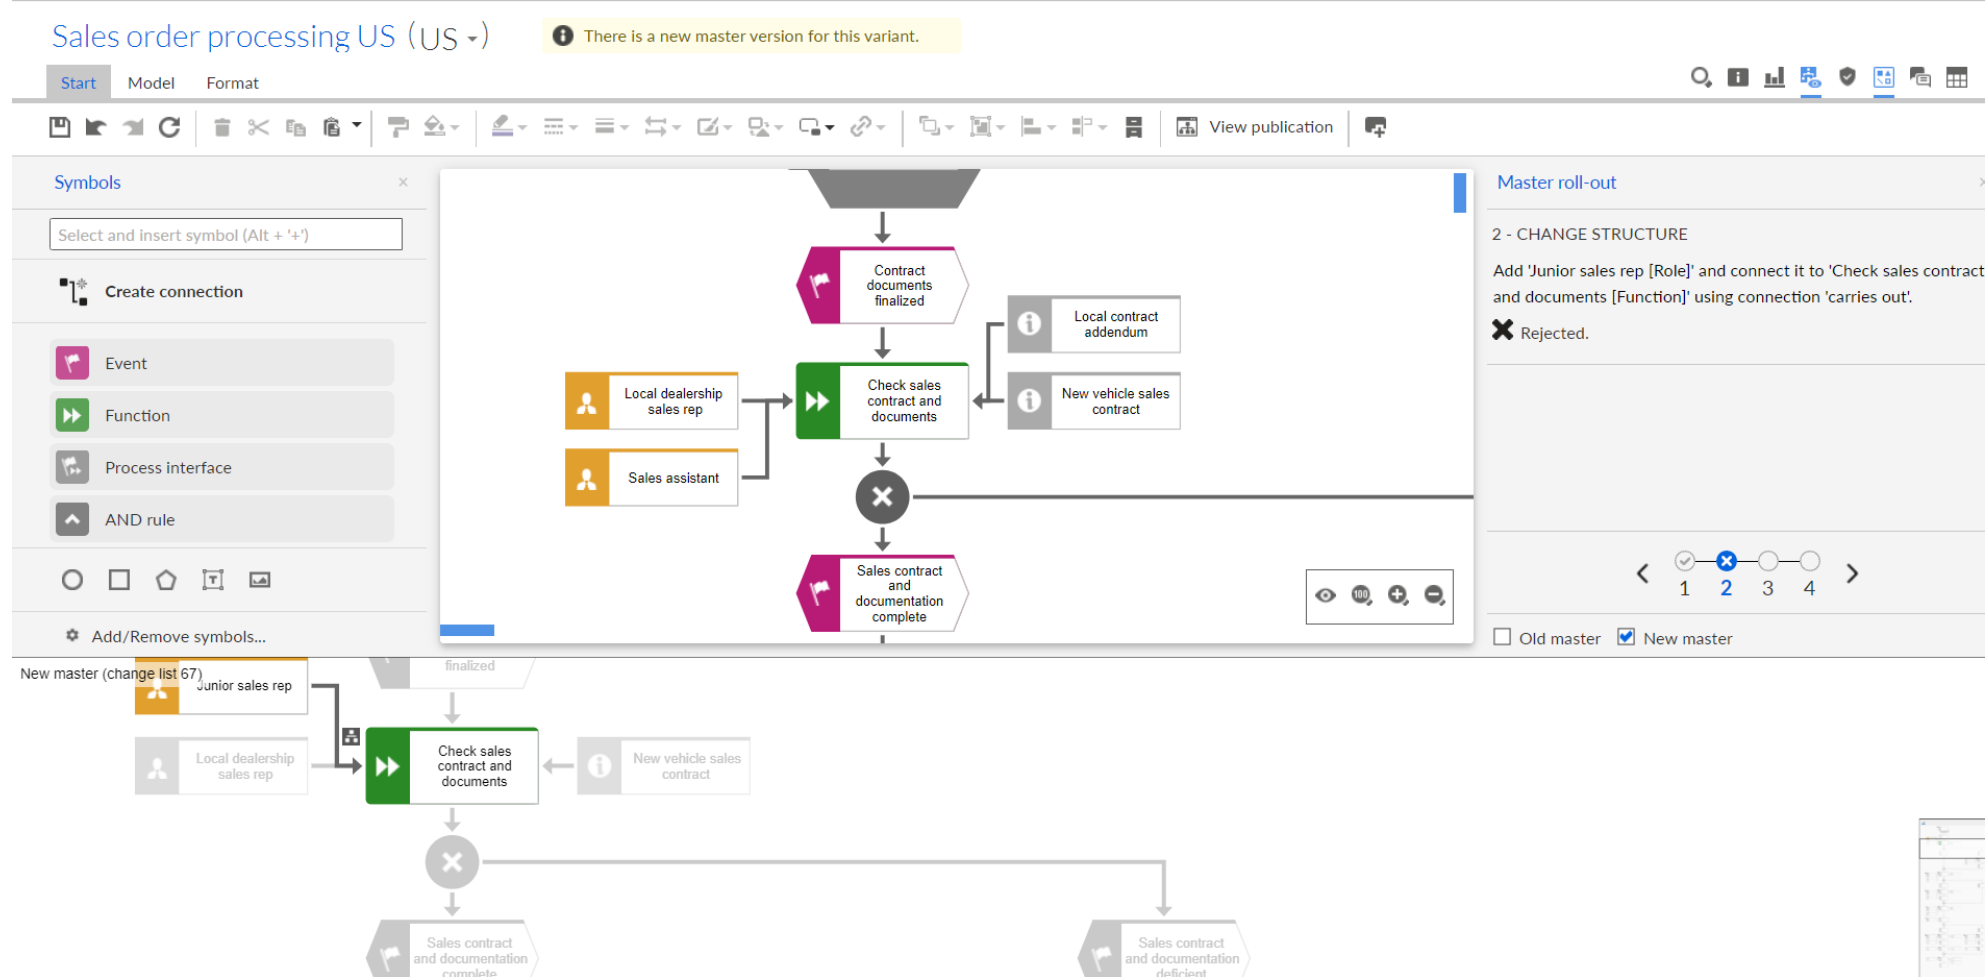 Sales order processing US (US )
There is a new master version for this variant.
Start Model Format
View publication
Symbols
Select and insert symbol (Alt + '+')
Create connection
Event
Function
Process interface
AND rule
Add/Remove symbols...
Contract
documents
finalized
Local contract
addendum
Local dealership
sales rep
Check sales
contract and
documents
New vehicle sales
contract
Sales assistant
Sales contract
and
documentation
complete
100
Master roll-out
2 - CHANGE STRUCTURE
Add 'Junior sales rep [Role]' and connect it to 'Check sales contract
and documents [Function]' using connection 'carries out'.
Rejected.
1 2 3 4
Old master New master
New master (change list 67)
finalized
Junior sales rep
Local dealership
sales rep
Check sales
contract and
documents
New vehicle sales
contract
Sales contract
and documentation
complete
Sales contract
and documentation
deficient